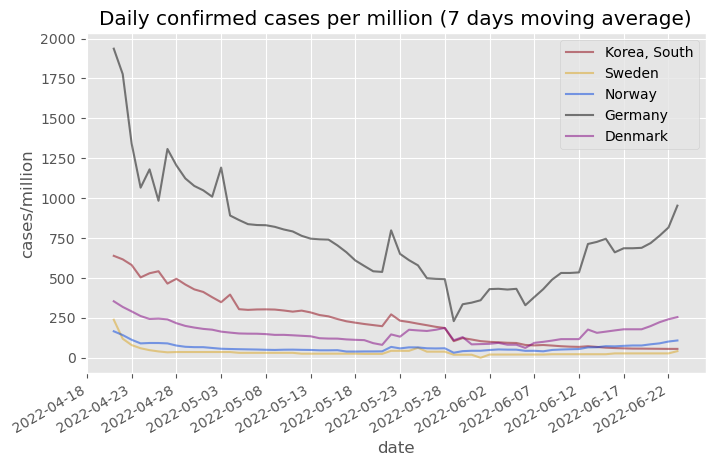 Daily confirmed cases per million (7 days moving average)
2000
1750
1500
1250
1000
750
500
250
0
cases/million
Korea, South
Sweden
Norway
Germany
Denmark
2022-04-18
2022-04-23
2022-04-28
2022-05-03
2022-05-08
2022-05-13
2022-05-18
2022-05-23
2022-05-28
2022-06-02
2022-06-07
2022-06-12
2022-06-17
2022-06-22
date